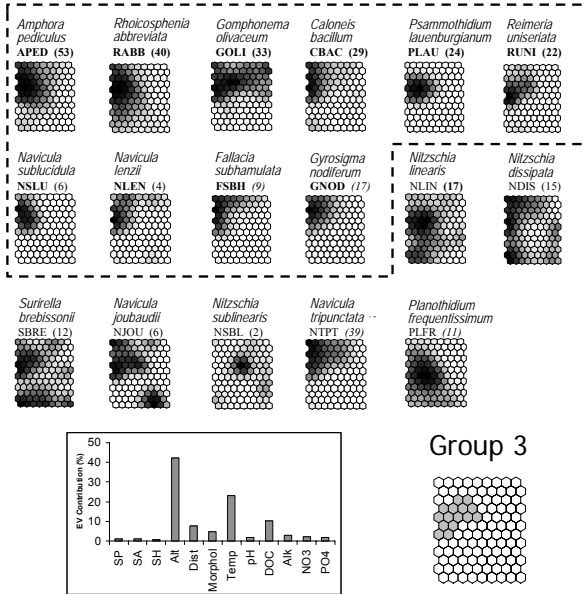 Amphora pediculus APED (53)
Rhoicosphenia abbreviata RABB (40)
Gomphonema olivaceum GOLI (33)
Caloneis bacillum CBAC (29)
Psammothidium lauenburgianum PLAU (24)
Reimeria uniseriata RUNI (22)
Navicula sublucidula NSLU (6)
Navicula lenzii NLEN (4)
Fallacia subhamulata FSBH (9)
Gyrosigma nodiferum GNOD (17)
Nitzschia linearis NLIN (17)
Nitzschia dissipata NDIS (15)
Surirella brebissonii SBRE (12)
Navicula joubaudii NJOU (6)
Nitzschia sublinearis NSBL (2)
Navicula tripunctata NTPT (39)
Planothidium frequentissimum PLFR (11)
EV Contribution (%)
50
40
30
20
10
0
SP SA SH Alt Dist Morphol Temp pH DOC Alk NO3 PO4
Group 3